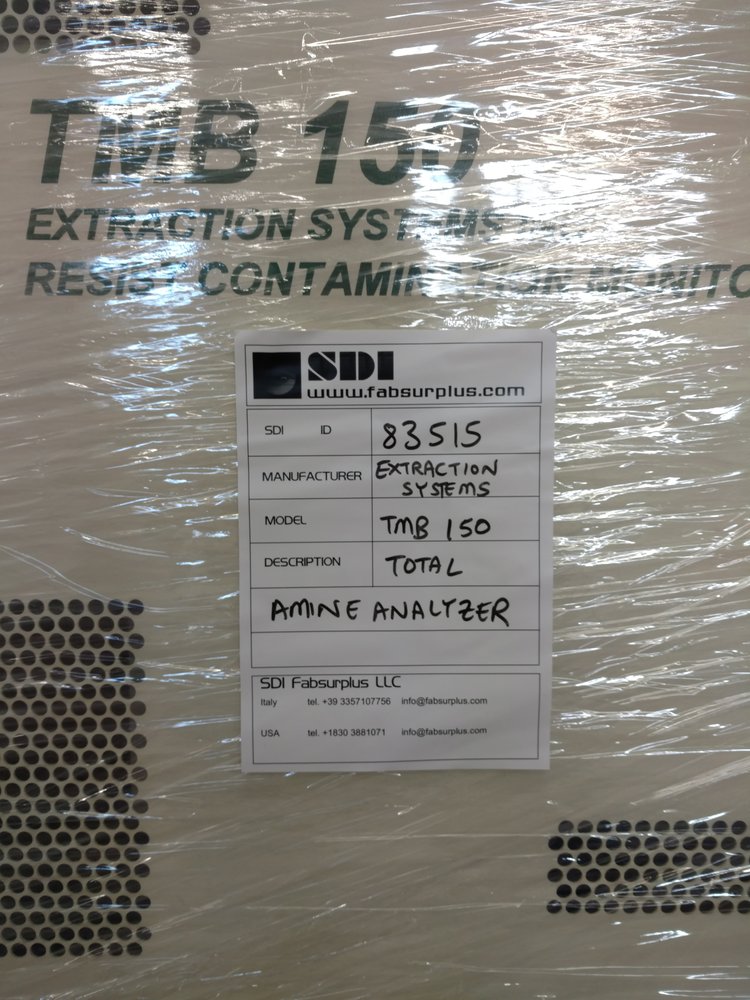 TMB 150
EXTRACTION SYSTEMS
RESIST CONTAMINATION MONITO
SDI
www.fabsurplus.com
SDI ID 83515
MANUFACTURER EXTRACTION
SYSTEMS
MODEL TMB 150
DESCRIPTION TOTAL
AMINE ANALYZER
SDI Fabsurplus LLC
Italy tel. +39 3357107756 info@fabsurplus.com
USA tel. +1830 3881071 info@fabsurplus.com